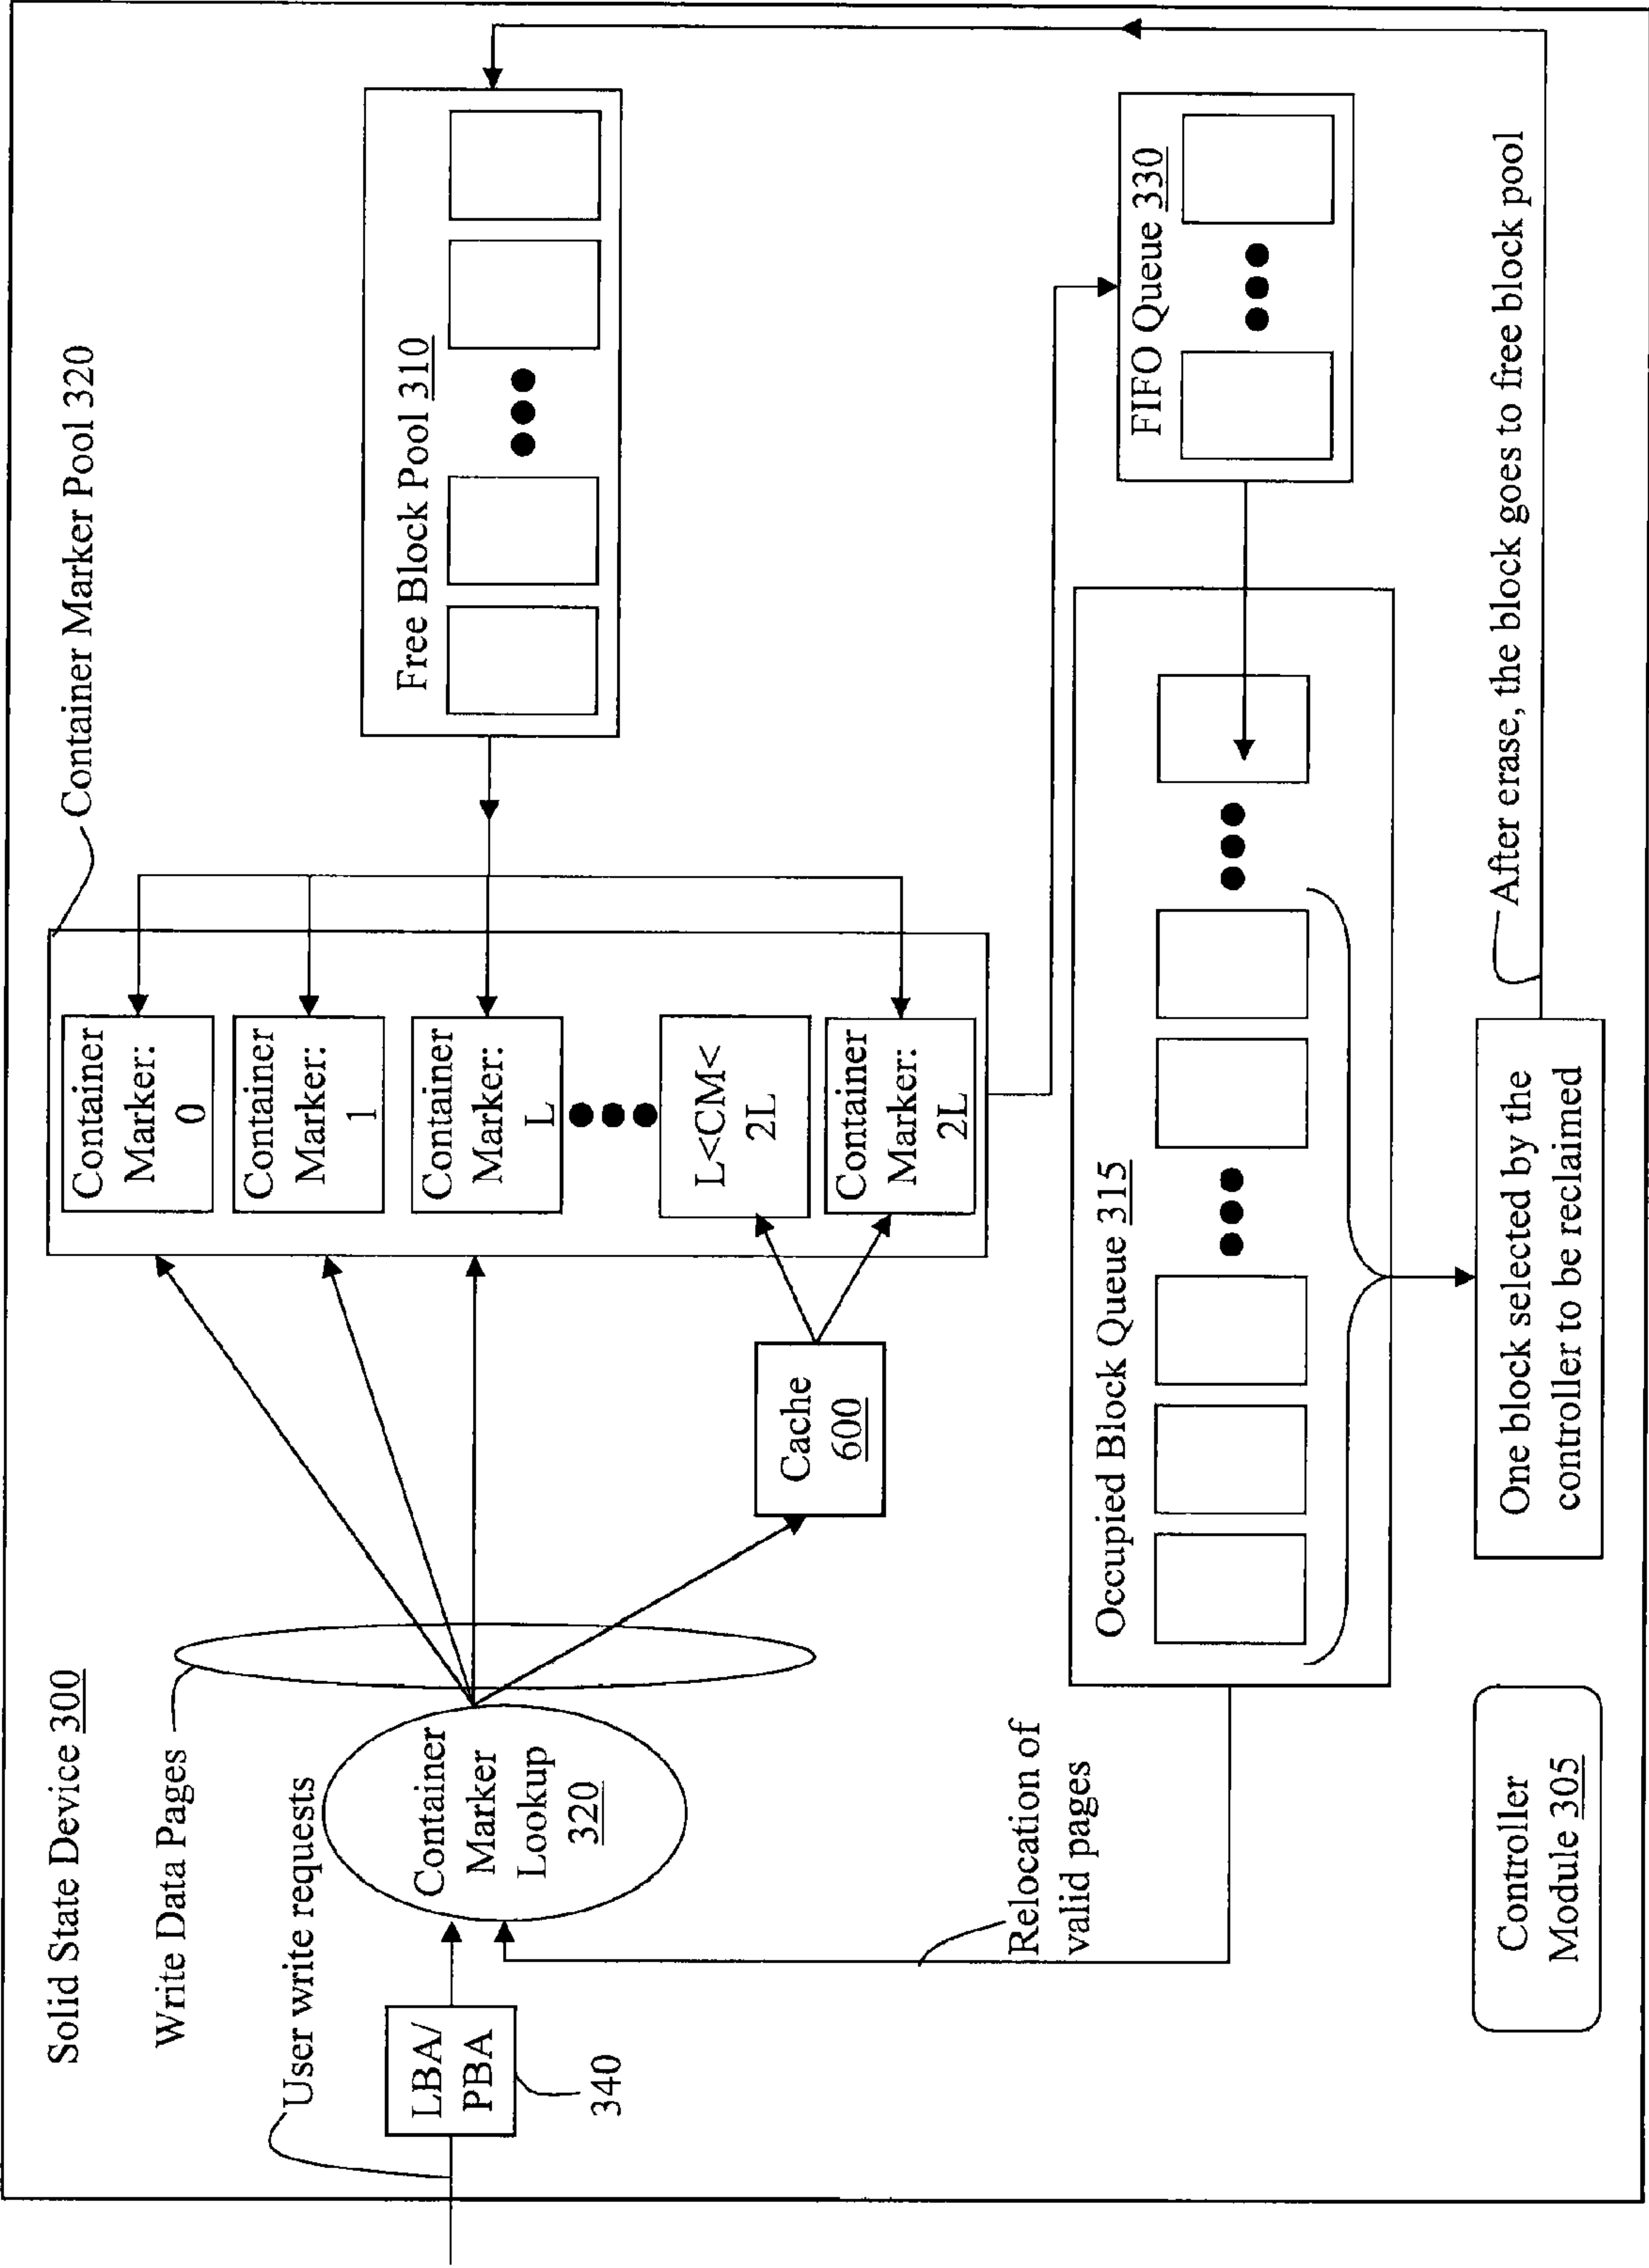 Solid State Device 300
Write Data Pages
User write requests
LBA/
PBA
340
Container
Marker
Lookup
320
Cache
600
Container Marker Pool 320
Container
Marker:
0
Container
Marker:
1
Container
Marker:
L
L<CM<
2L
Container
Marker:
2L
Free Block Pool 310
FIFO Queue 330
Occupied Block Queue 315
Relocation of
valid pages
One block selected by the
controller to be reclaimed
After erase, the block goes to free block pool
Controller
Module 305